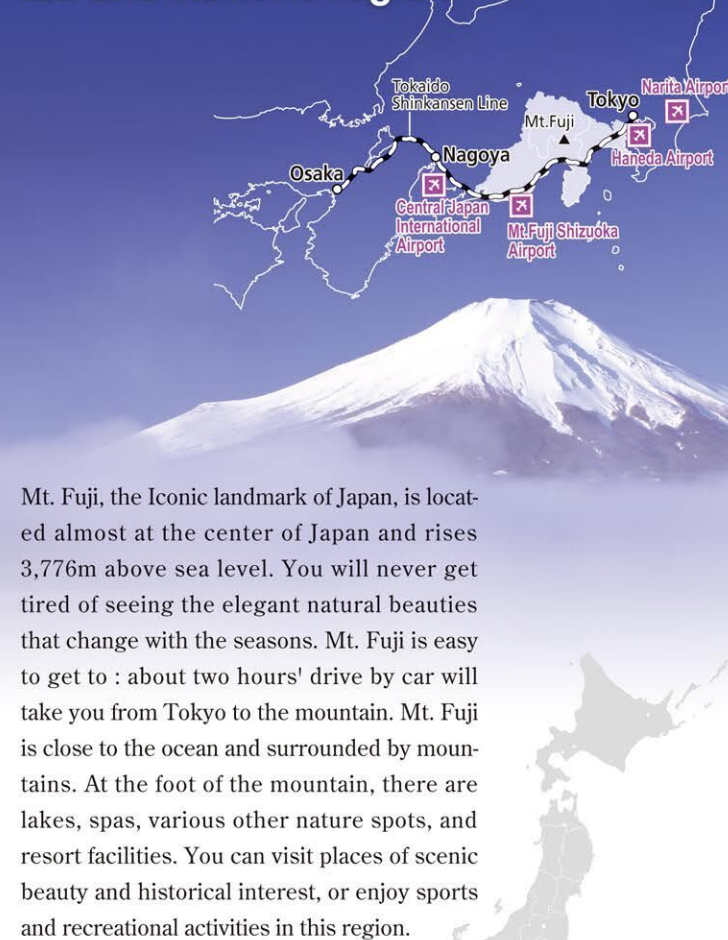 Tokaido
Shinkansen Line
Tokyo
Narita Airport
Mt.Fuji
Haneda Airport
Nagoya
Osaka
Central Japan
International
Airport
Mt.Fuji Shizuoka
Airport
Mt. Fuji, the Iconic landmark of Japan, is locat-
ed almost at the center of Japan and rises
3,776m above sea level. You will never get
tired of seeing the elegant natural beauties
that change with the seasons. Mt. Fuji is easy
to get to : about two hours' drive by car will
take you from Tokyo to the mountain. Mt. Fuji
is close to the ocean and surrounded by moun-
tains. At the foot of the mountain, there are
lakes, spas, various other nature spots, and
resort facilities. You can visit places of scenic
beauty and historical interest, or enjoy sports
and recreational activities in this region.